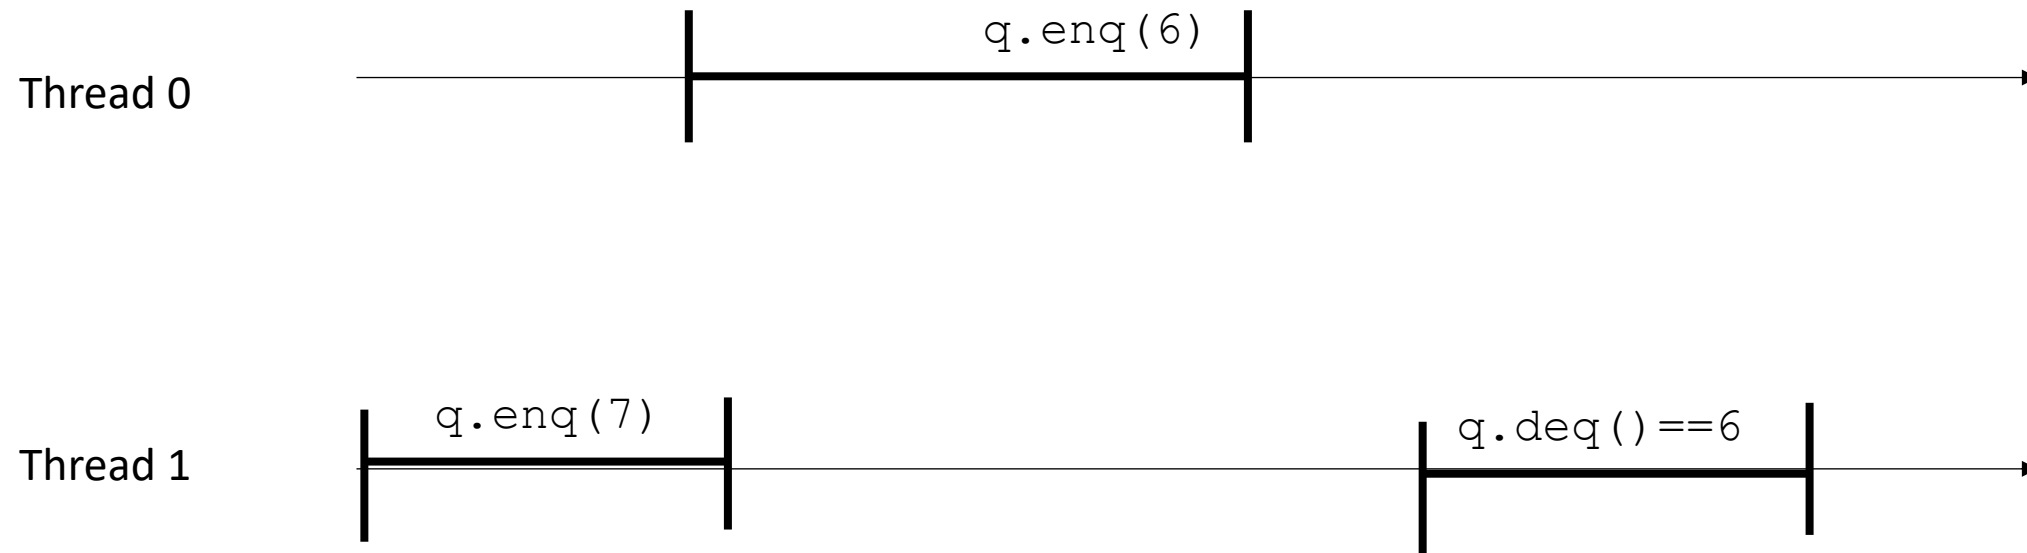 q.enq(6)
Thread 0
q.enq(7)
q.deq()==6
Thread 1